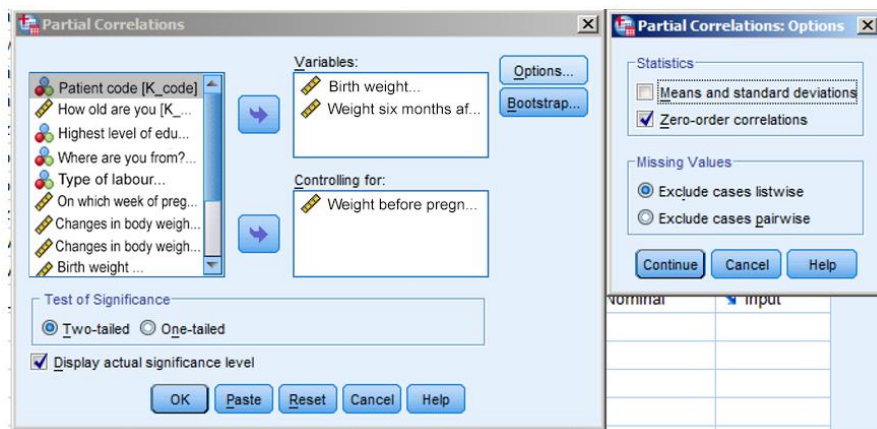 Partial Correlations
Patient code [K_code]
How old are you [K_...
Highest level of edu...
Where are you from?...
Type of labour...
On which week of preg...
Changes in body weigh...
Changes in body weigh...
Birth weight ...
Variables:
Birth weight...
Weight six months af...
Controlling for:
Weight before pregn...
Options...
Bootstrap...
Test of Significance
Two-tailed
One-tailed
Display actual significance level
OK
Paste
Reset
Cancel
Help
Partial Correlations: Options
Statistics
Means and standard deviations
Zero-order correlations
Missing Values
Exclude cases listwise
Exclude cases pairwise
Continue
Cancel
Help
Nominal
Input